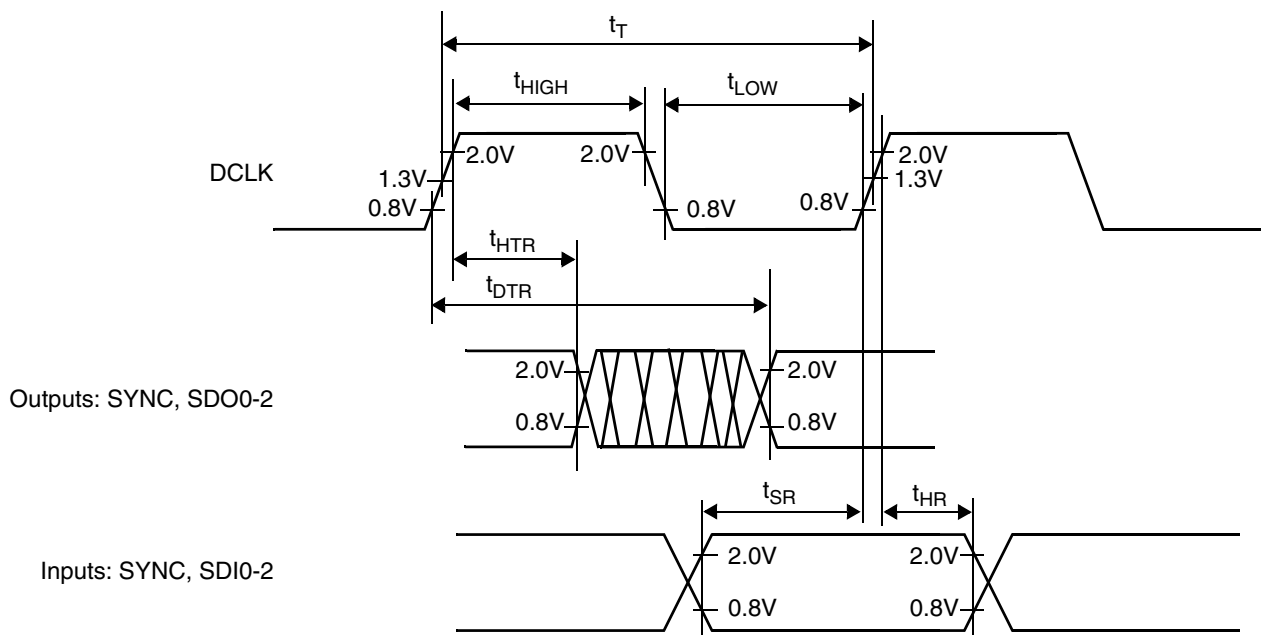 tT
tHIGH
tLOW
DCLK
2.0V
2.0V
2.0V
1.3V
1.3V
0.8V
0.8V
0.8V
tHTR
tDTR
Outputs: SYNC, SDO0-2
2.0V
2.0V
0.8V
0.8V
tSR
tHR
Inputs: SYNC, SDI0-2
2.0V
2.0V
0.8V
0.8V